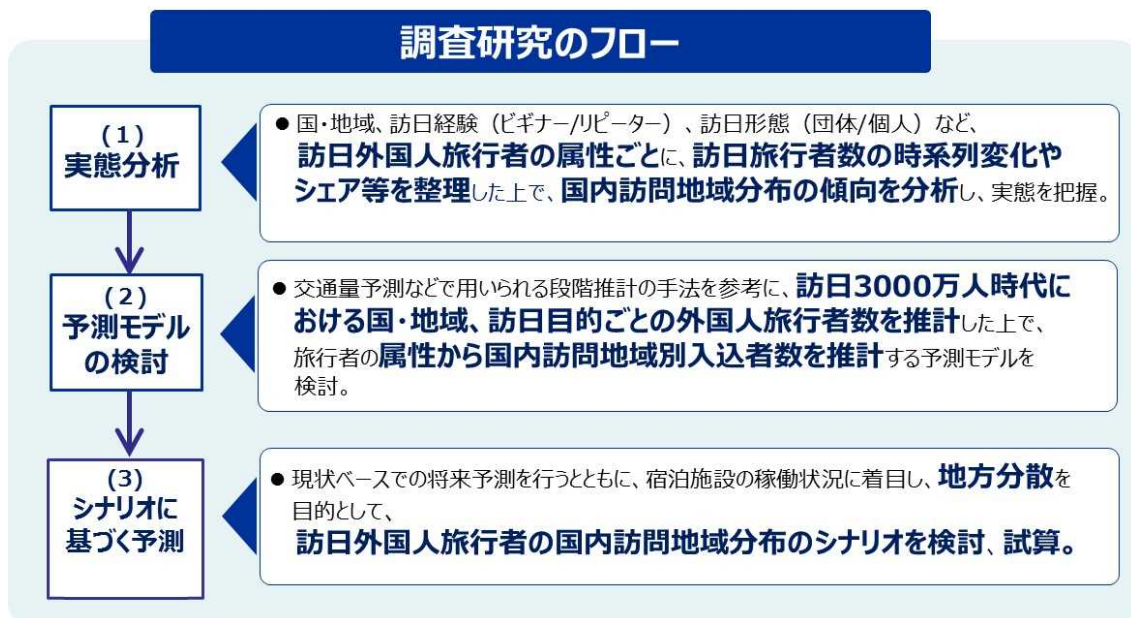 調査研究のフロー
(1)
実態分析
● 国・地域、訪日経験（ビギナー/リピーター）、訪日形態（団体/個人）など、
訪日外国人旅行者の属性ごとに、訪日旅行者数の時系列変化や
シェア等を整理した上で、国内訪問地域分布の傾向を分析し、実態を把握。
(2)
予測モデル
の検討
● 交通量予測などで用いられる段階推計の手法を参考に、訪日3000万人時代に
おける国・地域、訪日目的ごとの外国人旅行者数を推計した上で、
旅行者の属性から国内訪問地域別入込者数を推計する予測モデルを
検討。
(3)
シナリオに
基づく予測
● 現状ベースでの将来予測を行うとともに、宿泊施設の稼働状況に着目し、地方分散を
目的として、
訪日外国人旅行者の国内訪問地域分布のシナリオを検討、試算。